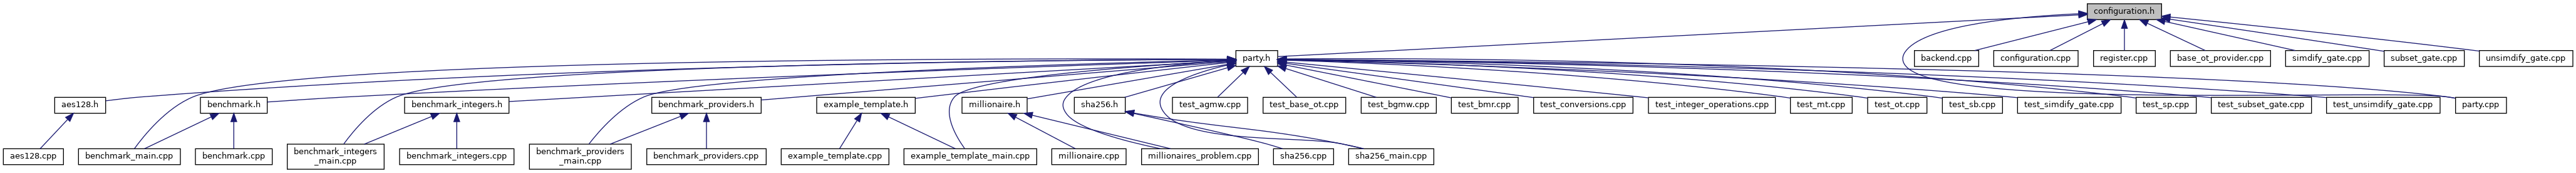 configuration.h
party.h
backend.cpp
configuration.cpp
register.cpp
base_ot_provider.cpp
simdify_gate.cpp
subset_gate.cpp
unsimdify_gate.cpp
aes128.h
benchmark.h
benchmark_integers.h
benchmark_providers.h
example_template.h
millionaire.h
sha256.h
test_agmw.cpp
test_base_ot.cpp
test_bgmw.cpp
test_bmr.cpp
test_conversions.cpp
test_integer_operations.cpp
test_mt.cpp
test_ot.cpp
test_sb.cpp
test_simdify_gate.cpp
test_sp.cpp
test_subset_gate.cpp
test_unsimdify_gate.cpp
party.cpp
aes128.cpp
benchmark_main.cpp
benchmark.cpp
benchmark_integers
_main.cpp
benchmark_integers.cpp
benchmark_providers
_main.cpp
benchmark_providers.cpp
example_template.cpp
example_template_main.cpp
millionaire.cpp
millionaires_problem.cpp
sha256.cpp
sha256_main.cpp